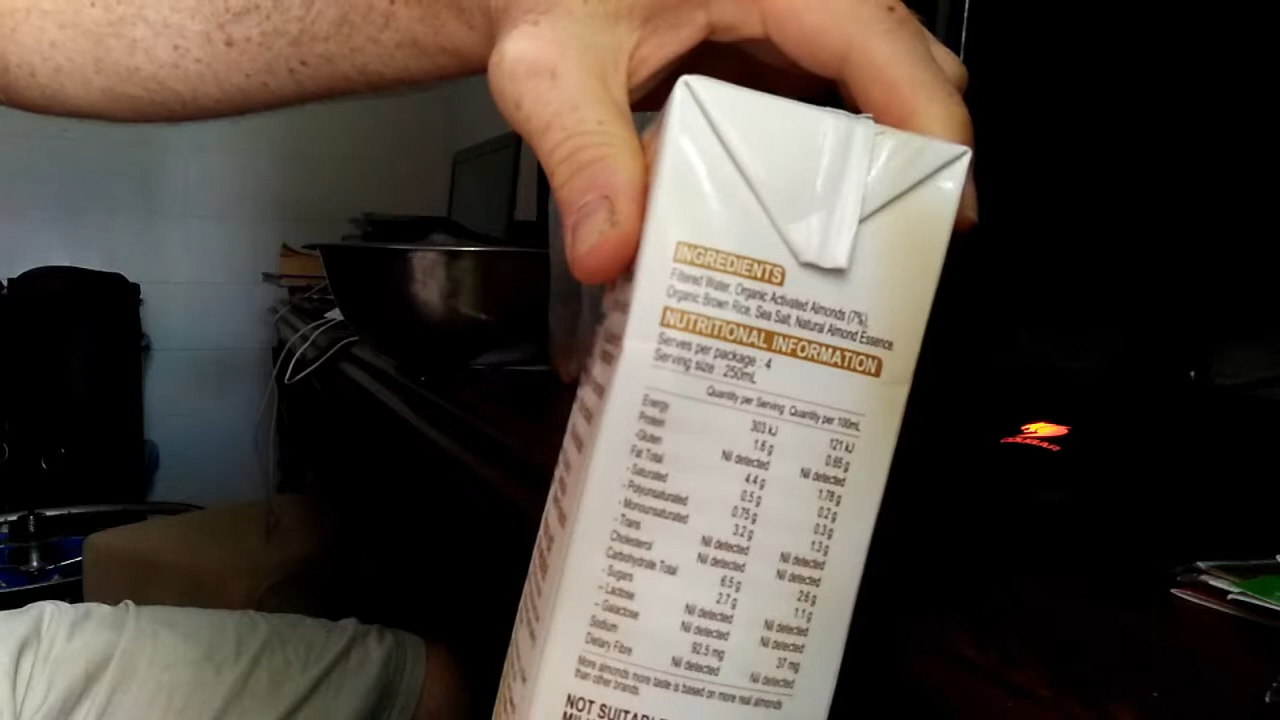 INGREDIENTS
Filtered Water, Organic Activated Almonds (7%),
Organic Brown Rice, Sea Salt, Natural Almond Essence.
NUTRITIONAL INFORMATION
Serves per package : 4
Serving size : 250mL
Quantity per Serving Quantity per 100mL
Energy 303 kJ 121 kJ
Protein 1.6 g 0.65 g
-Gluten Nil detected Nil detected
Fat Total 4.4 g 1.78 g
- Saturated 0.5 g 0.2 g
- Polyunsaturated 0.75 g 0.3 g
- Monounsaturated 3.2 g 1.3 g
- Trans Nil detected Nil detected
Cholesterol Nil detected Nil detected
Carbohydrate Total 6.5 g 2.6 g
- Sugars 2.7 g 1.1 g
-- Lactose Nil detected Nil detected
-- Galactose Nil detected Nil detected
Sodium 92.5 mg 37 mg
Dietary Fibre Nil detected Nil detected
More almonds more taste is based on more real almonds
than other brands.
NOT
COUGAR